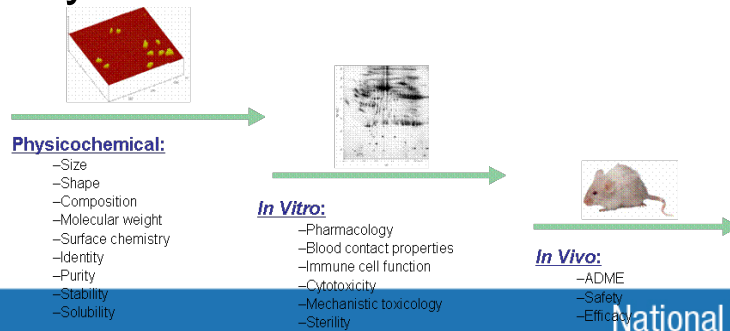 Physicochemical:
–Size
–Shape
–Composition
–Molecular weight
–Surface chemistry
–Identity
–Purity
–Stability
–Solubility
In Vitro:
–Pharmacology
–Blood contact properties
–Immune cell function
–Cytotoxicity
–Mechanistic toxicology
–Sterility
In Vivo:
–ADME
–Safety
–Efficacy
National